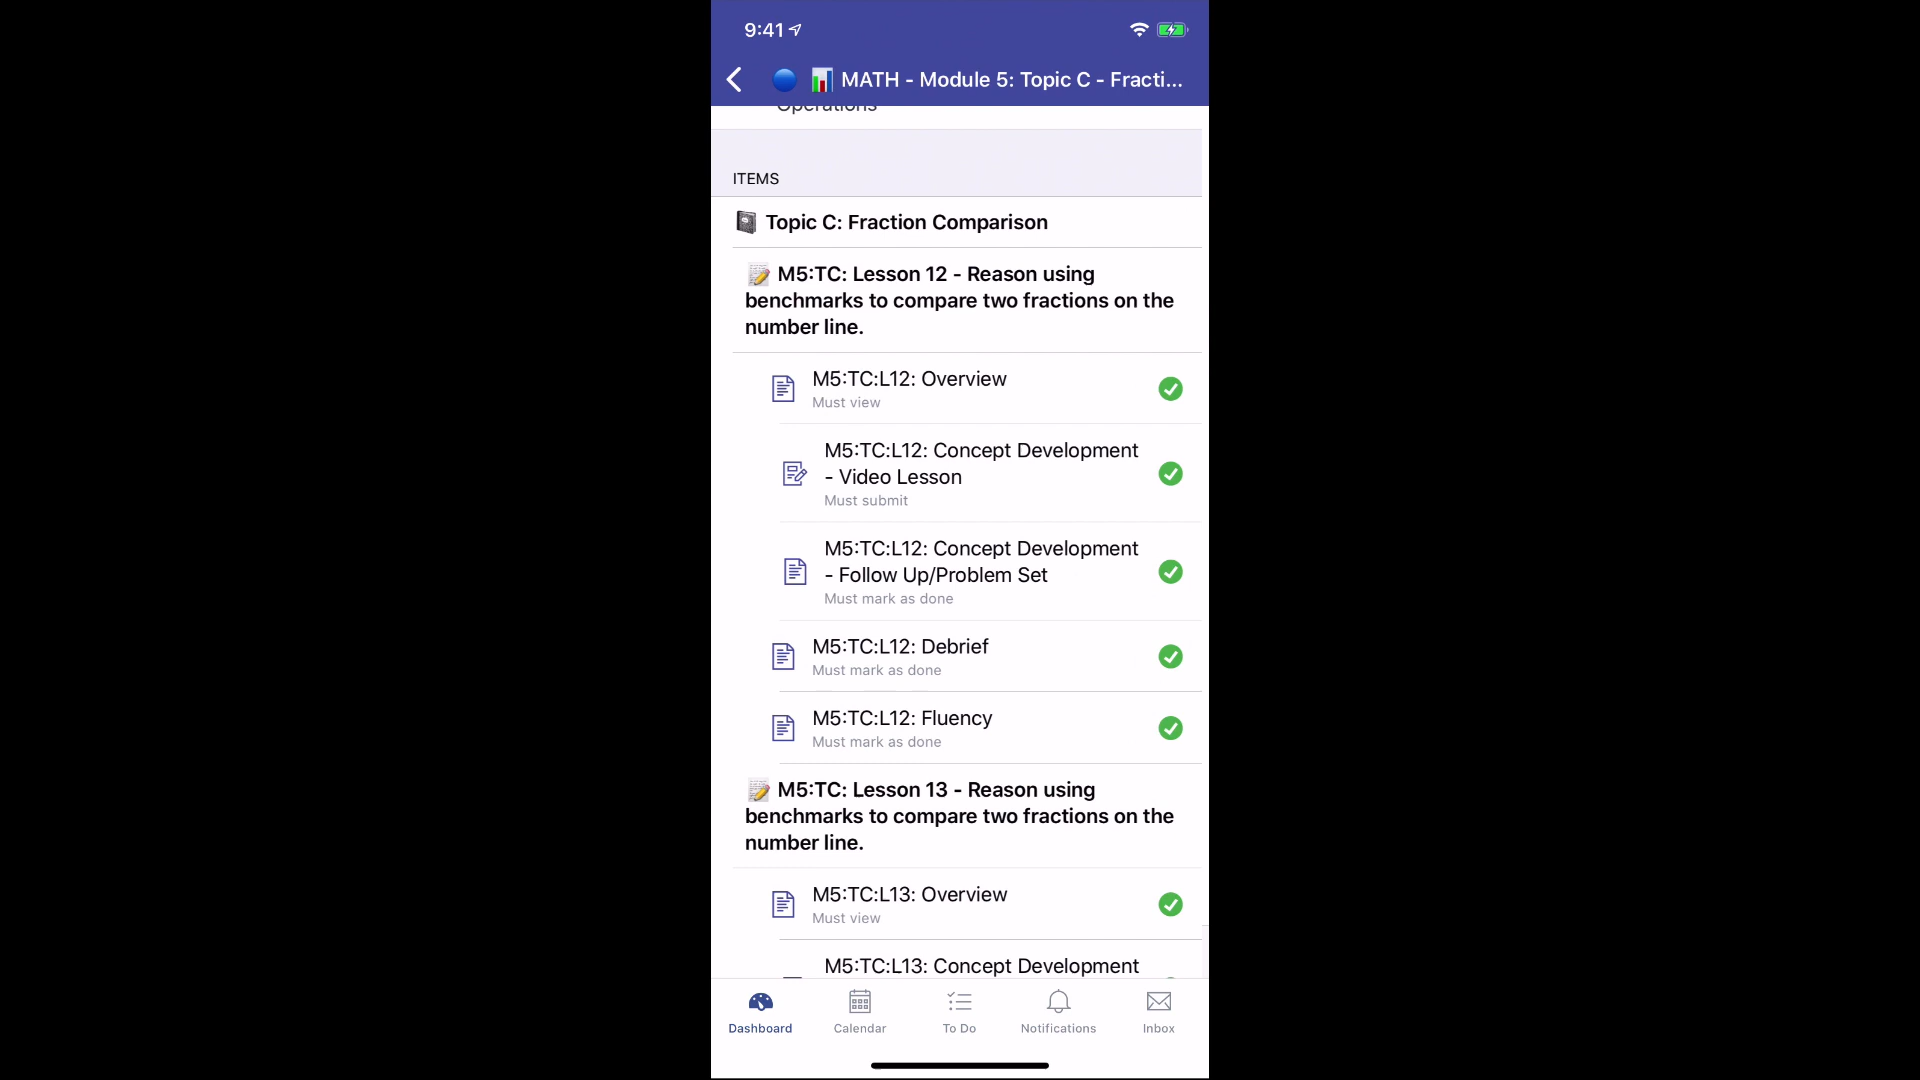 9:41
MATH - Module 5: Topic C - Fracti...
Operations
ITEMS
Topic C: Fraction Comparison
M5:TC: Lesson 12 - Reason using
benchmarks to compare two fractions on the
number line.
M5:TC:L12: Overview
Must view
M5:TC:L12: Concept Development
- Video Lesson
Must submit
M5:TC:L12: Concept Development
- Follow Up/Problem Set
Must mark as done
M5:TC:L12: Debrief
Must mark as done
M5:TC:L12: Fluency
Must mark as done
M5:TC: Lesson 13 - Reason using
benchmarks to compare two fractions on the
number line.
M5:TC:L13: Overview
Must view
M5:TC:L13: Concept Development
Dashboard
Calendar
To Do
Notifications
Inbox